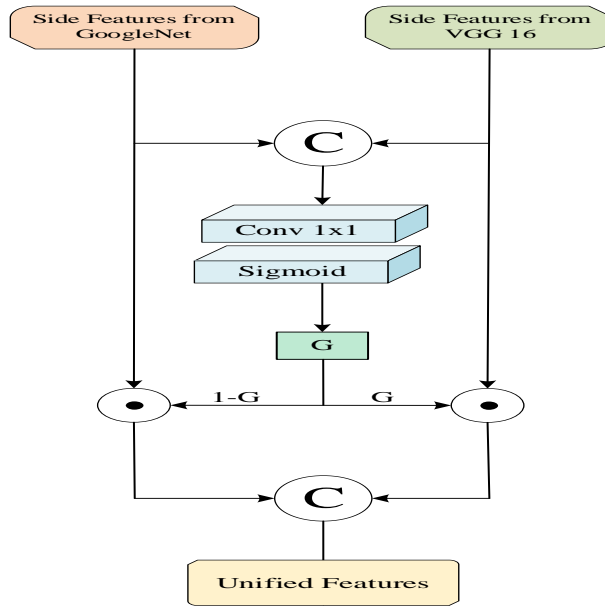 Side Features from
GoogleNet
Side Features from
VGG 16
C
Conv 1x1
Sigmoid
G
1-G
G
C
Unified Features